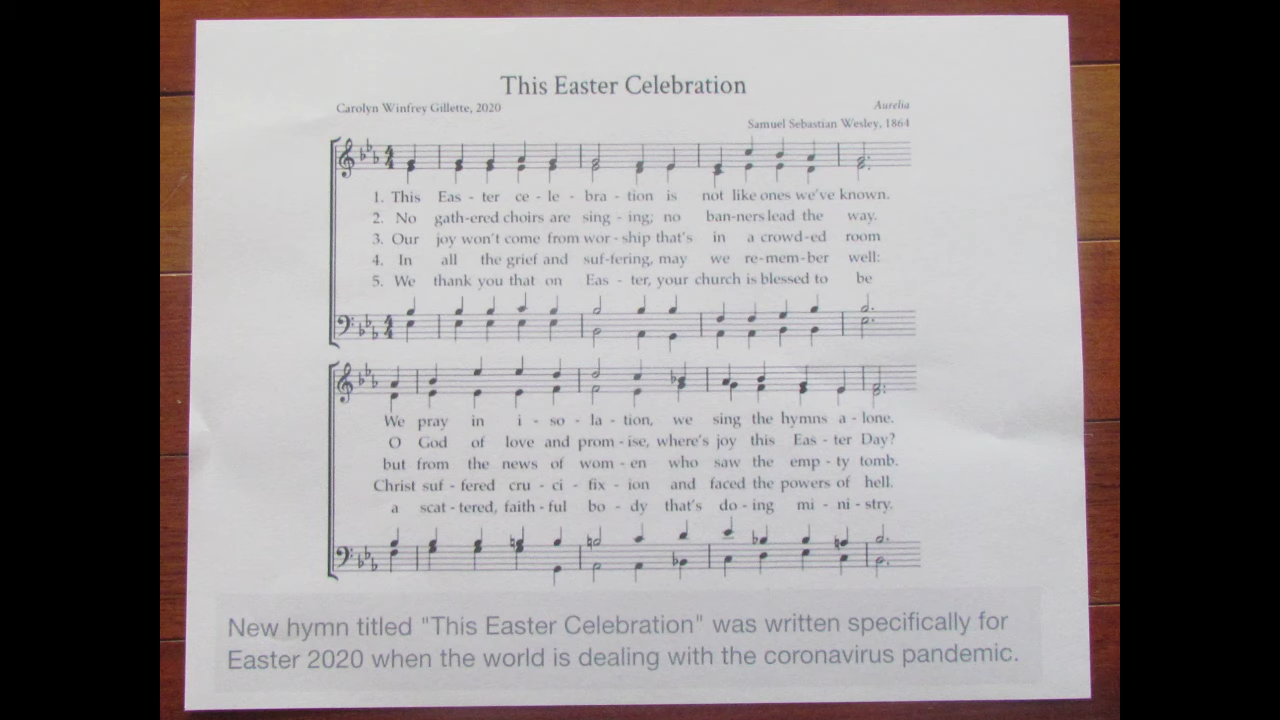 This Easter Celebration
Carolyn Winfrey Gillette, 2020
Aurelia
Samuel Sebastian Wesley, 1864
1. This Eas - ter ce - le - bra - tion is not like ones we've known.
2. No gath-ered choirs are sing - ing; no ban-ners lead the way.
3. Our joy won't come from wor - ship that's in a crowd-ed room
4. In all the grief and suf-fering, may we re-mem-ber well:
5. We thank you that on Eas - ter, your church is blessed to be
We pray in i - so - la - tion, we sing the hymns a - lone.
O God of love and prom - ise, where's joy this Eas - ter Day?
but from the news of wom - en who saw the emp - ty tomb.
Christ suf - fered cru - ci - fix - ion and faced the powers of hell.
a scat - tered, faith - ful bo - dy that's do - ing mi - ni - stry.
New hymn titled "This Easter Celebration" was written specifically for
Easter 2020 when the world is dealing with the coronavirus pandemic.